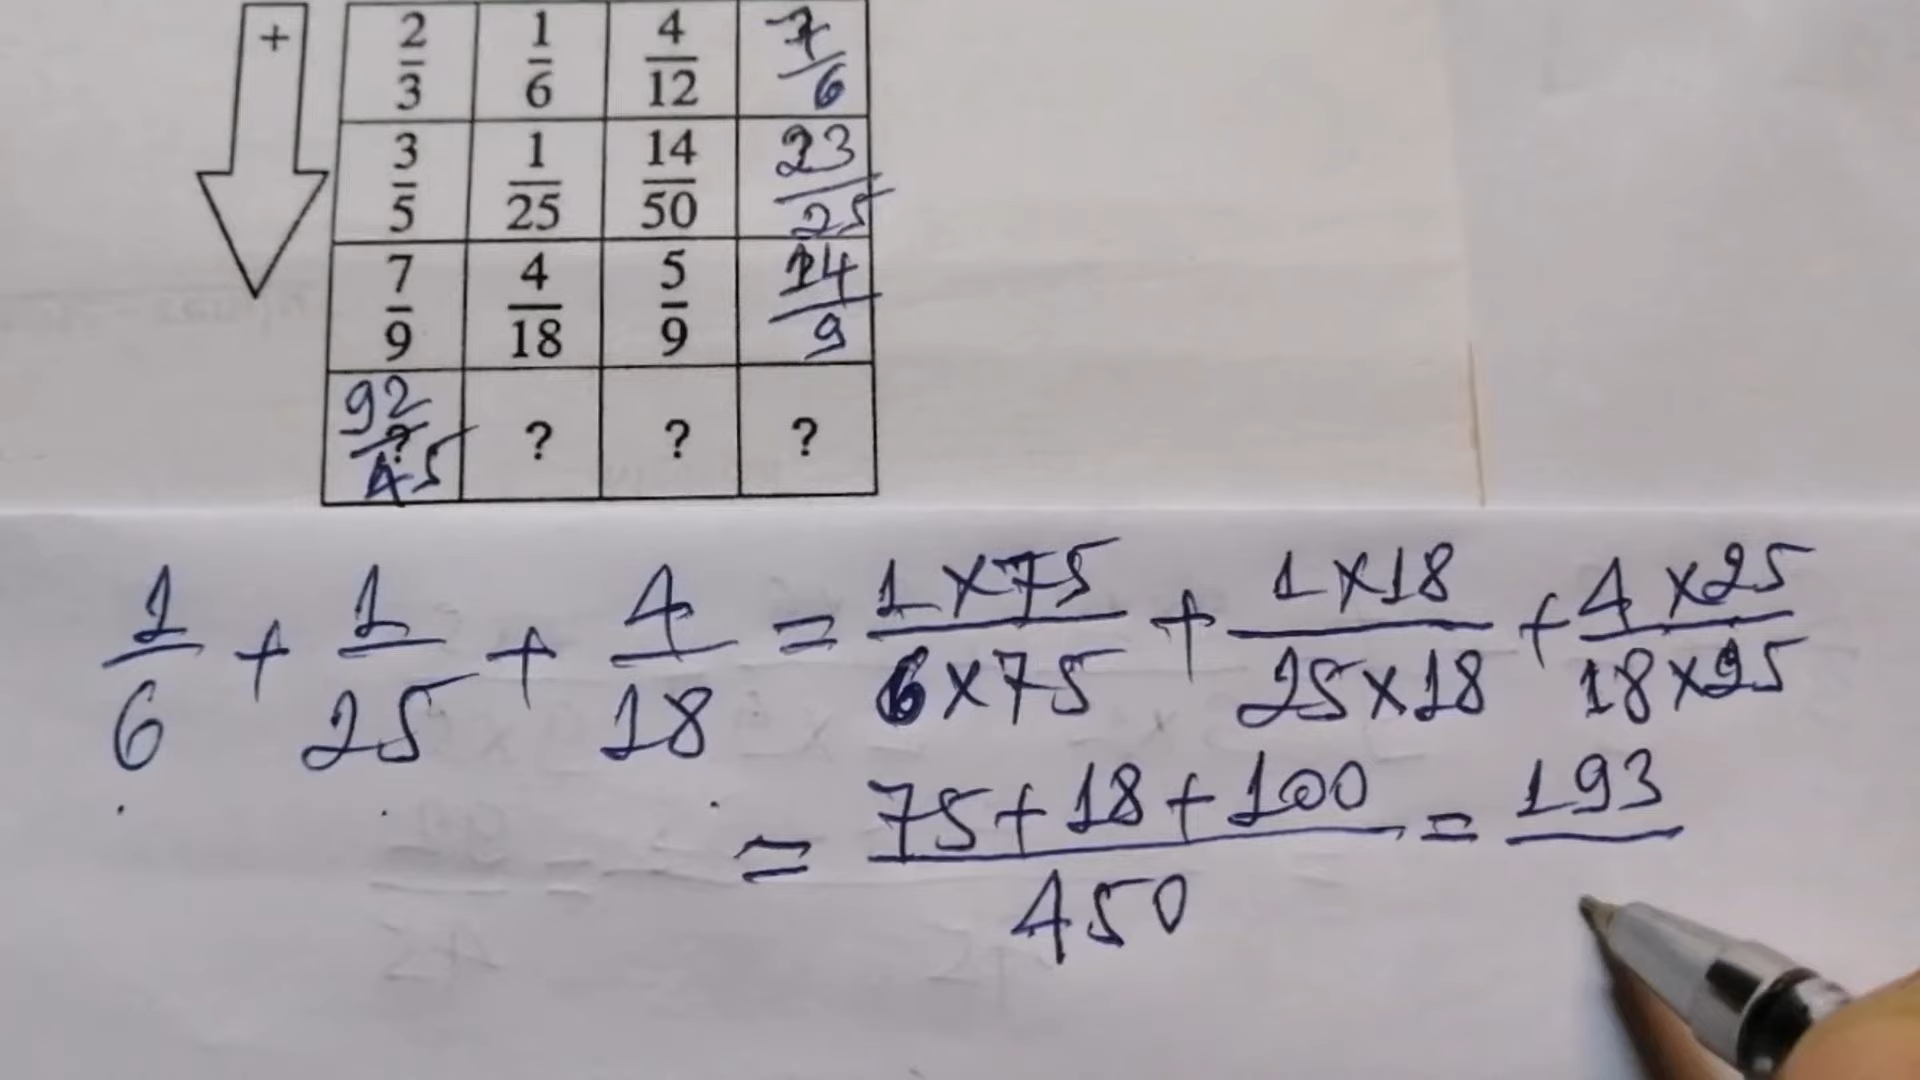 + 2/3 1/6 4/12 7/6
3/5 1/25 14/50 23/25
7/9 4/18 5/9 14/9
92/45 ? ? ?
1/6 + 1/25 + 4/18 = 1×75/6×75 + 1×18/25×18 + 4×25/18×25
= 75+18+100/450 = 193